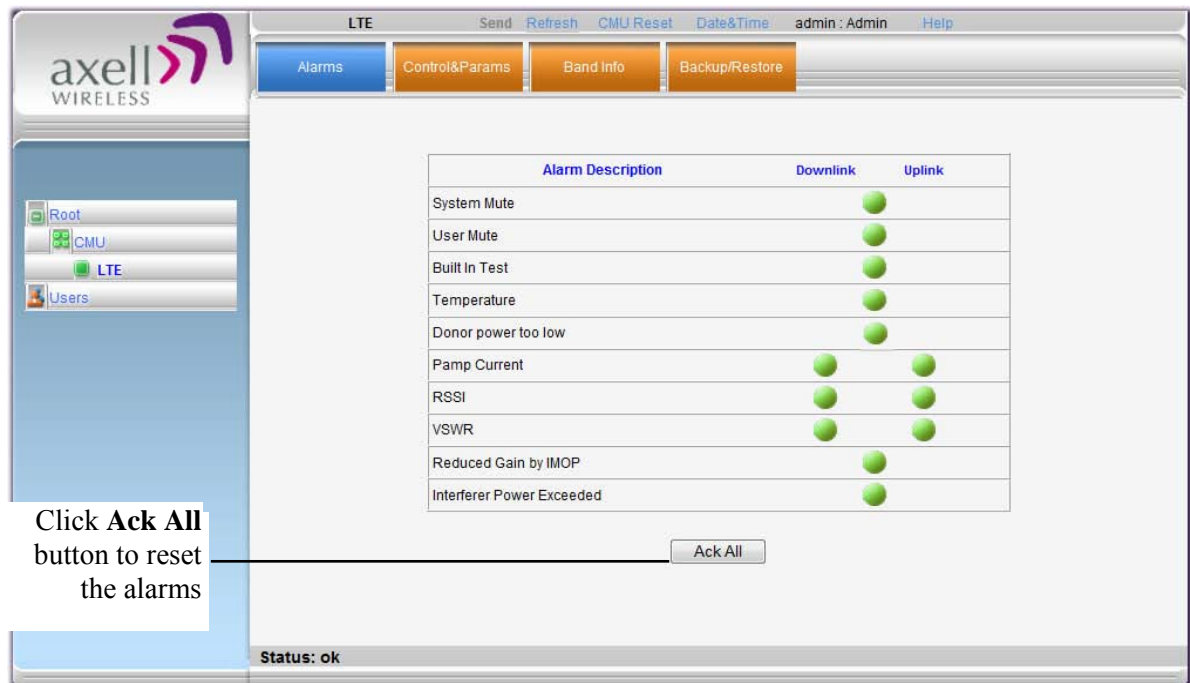 axell
WIRELESS
LTE Send Refresh CMU Reset Date&Time admin : Admin Help
Alarms Control&Params Band Info Backup/Restore
Root
CMU
LTE
Users
Alarm Description Downlink Uplink
System Mute
User Mute
Built In Test
Temperature
Donor power too low
Pamp Current
RSSI
VSWR
Reduced Gain by IMOP
Interferer Power Exceeded
Ack All
Click Ack All
button to reset
the alarms
Status: ok